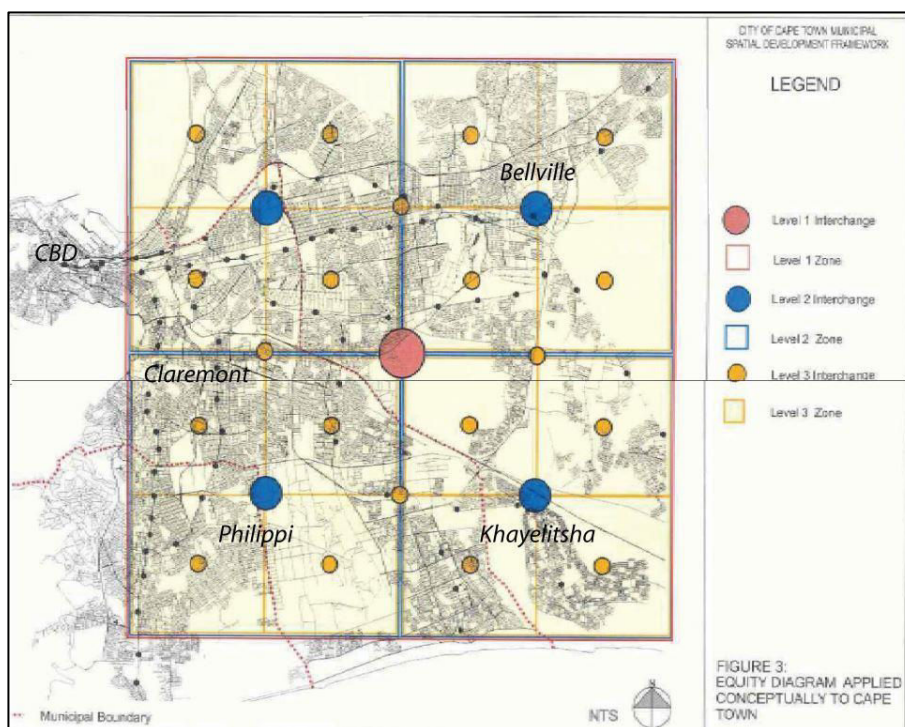 CITY OF CAPE TOWN MUNICIPAL
SPATIAL DEVELOPMENT FRAMEWORK
LEGEND
Level 1 Interchange
Level 1 Zone
Level 2 Interchange
Level 2 Zone
Level 3 Interchange
Level 3 Zone
Bellville
CBD
Claremont
Philippi
Khayelitsha
Municipal Boundary
NTS
N
FIGURE 3:
EQUITY DIAGRAM APPLIED
CONCEPTUALLY TO CAPE
TOWN